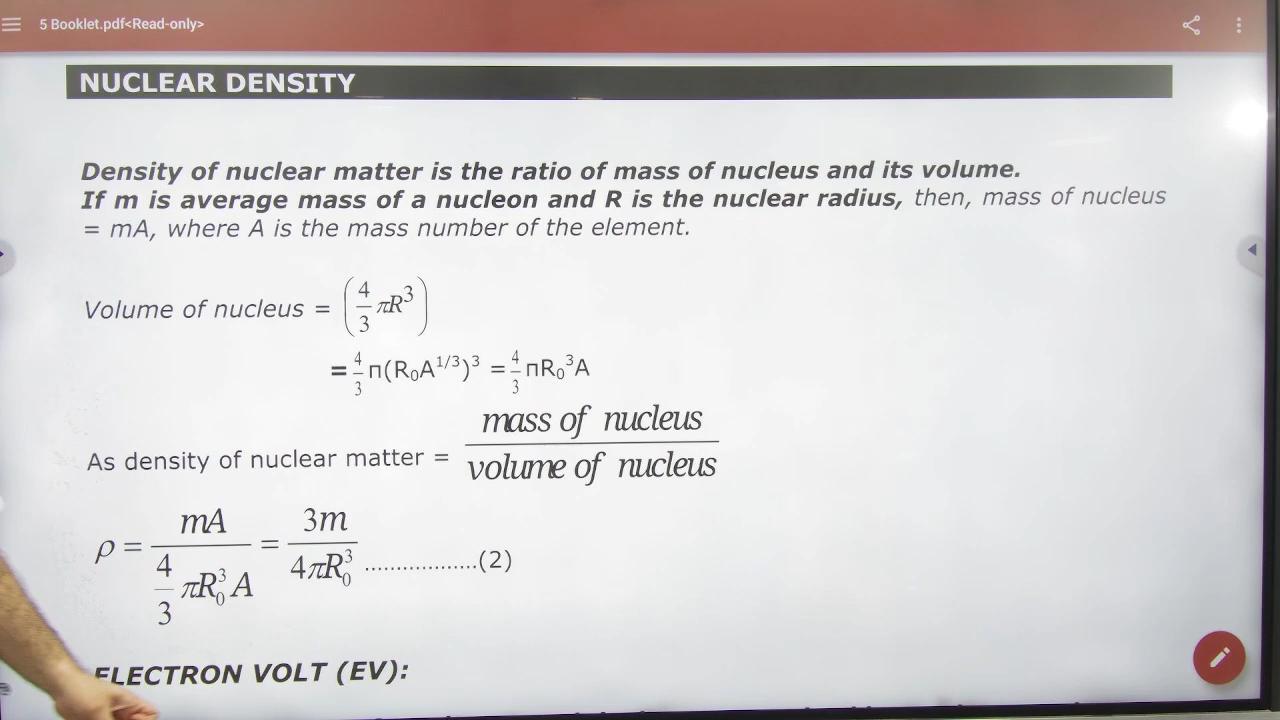 5 Booklet.pdf<Read-only>
NUCLEAR DENSITY
Density of nuclear matter is the ratio of mass of nucleus and its volume.
If m is average mass of a nucleon and R is the nuclear radius, then, mass of nucleus
= mA, where A is the mass number of the element.
Volume of nucleus = (4/3 πR³)
= 4/3 π(R₀A^{1/3})³ = 4/3 πR₀³A
As density of nuclear matter = mass of nucleus / volume of nucleus
ρ = mA / (4/3 πR₀³ A) = 3m / 4πR₀³ ..................(2)
ELECTRON VOLT (EV):